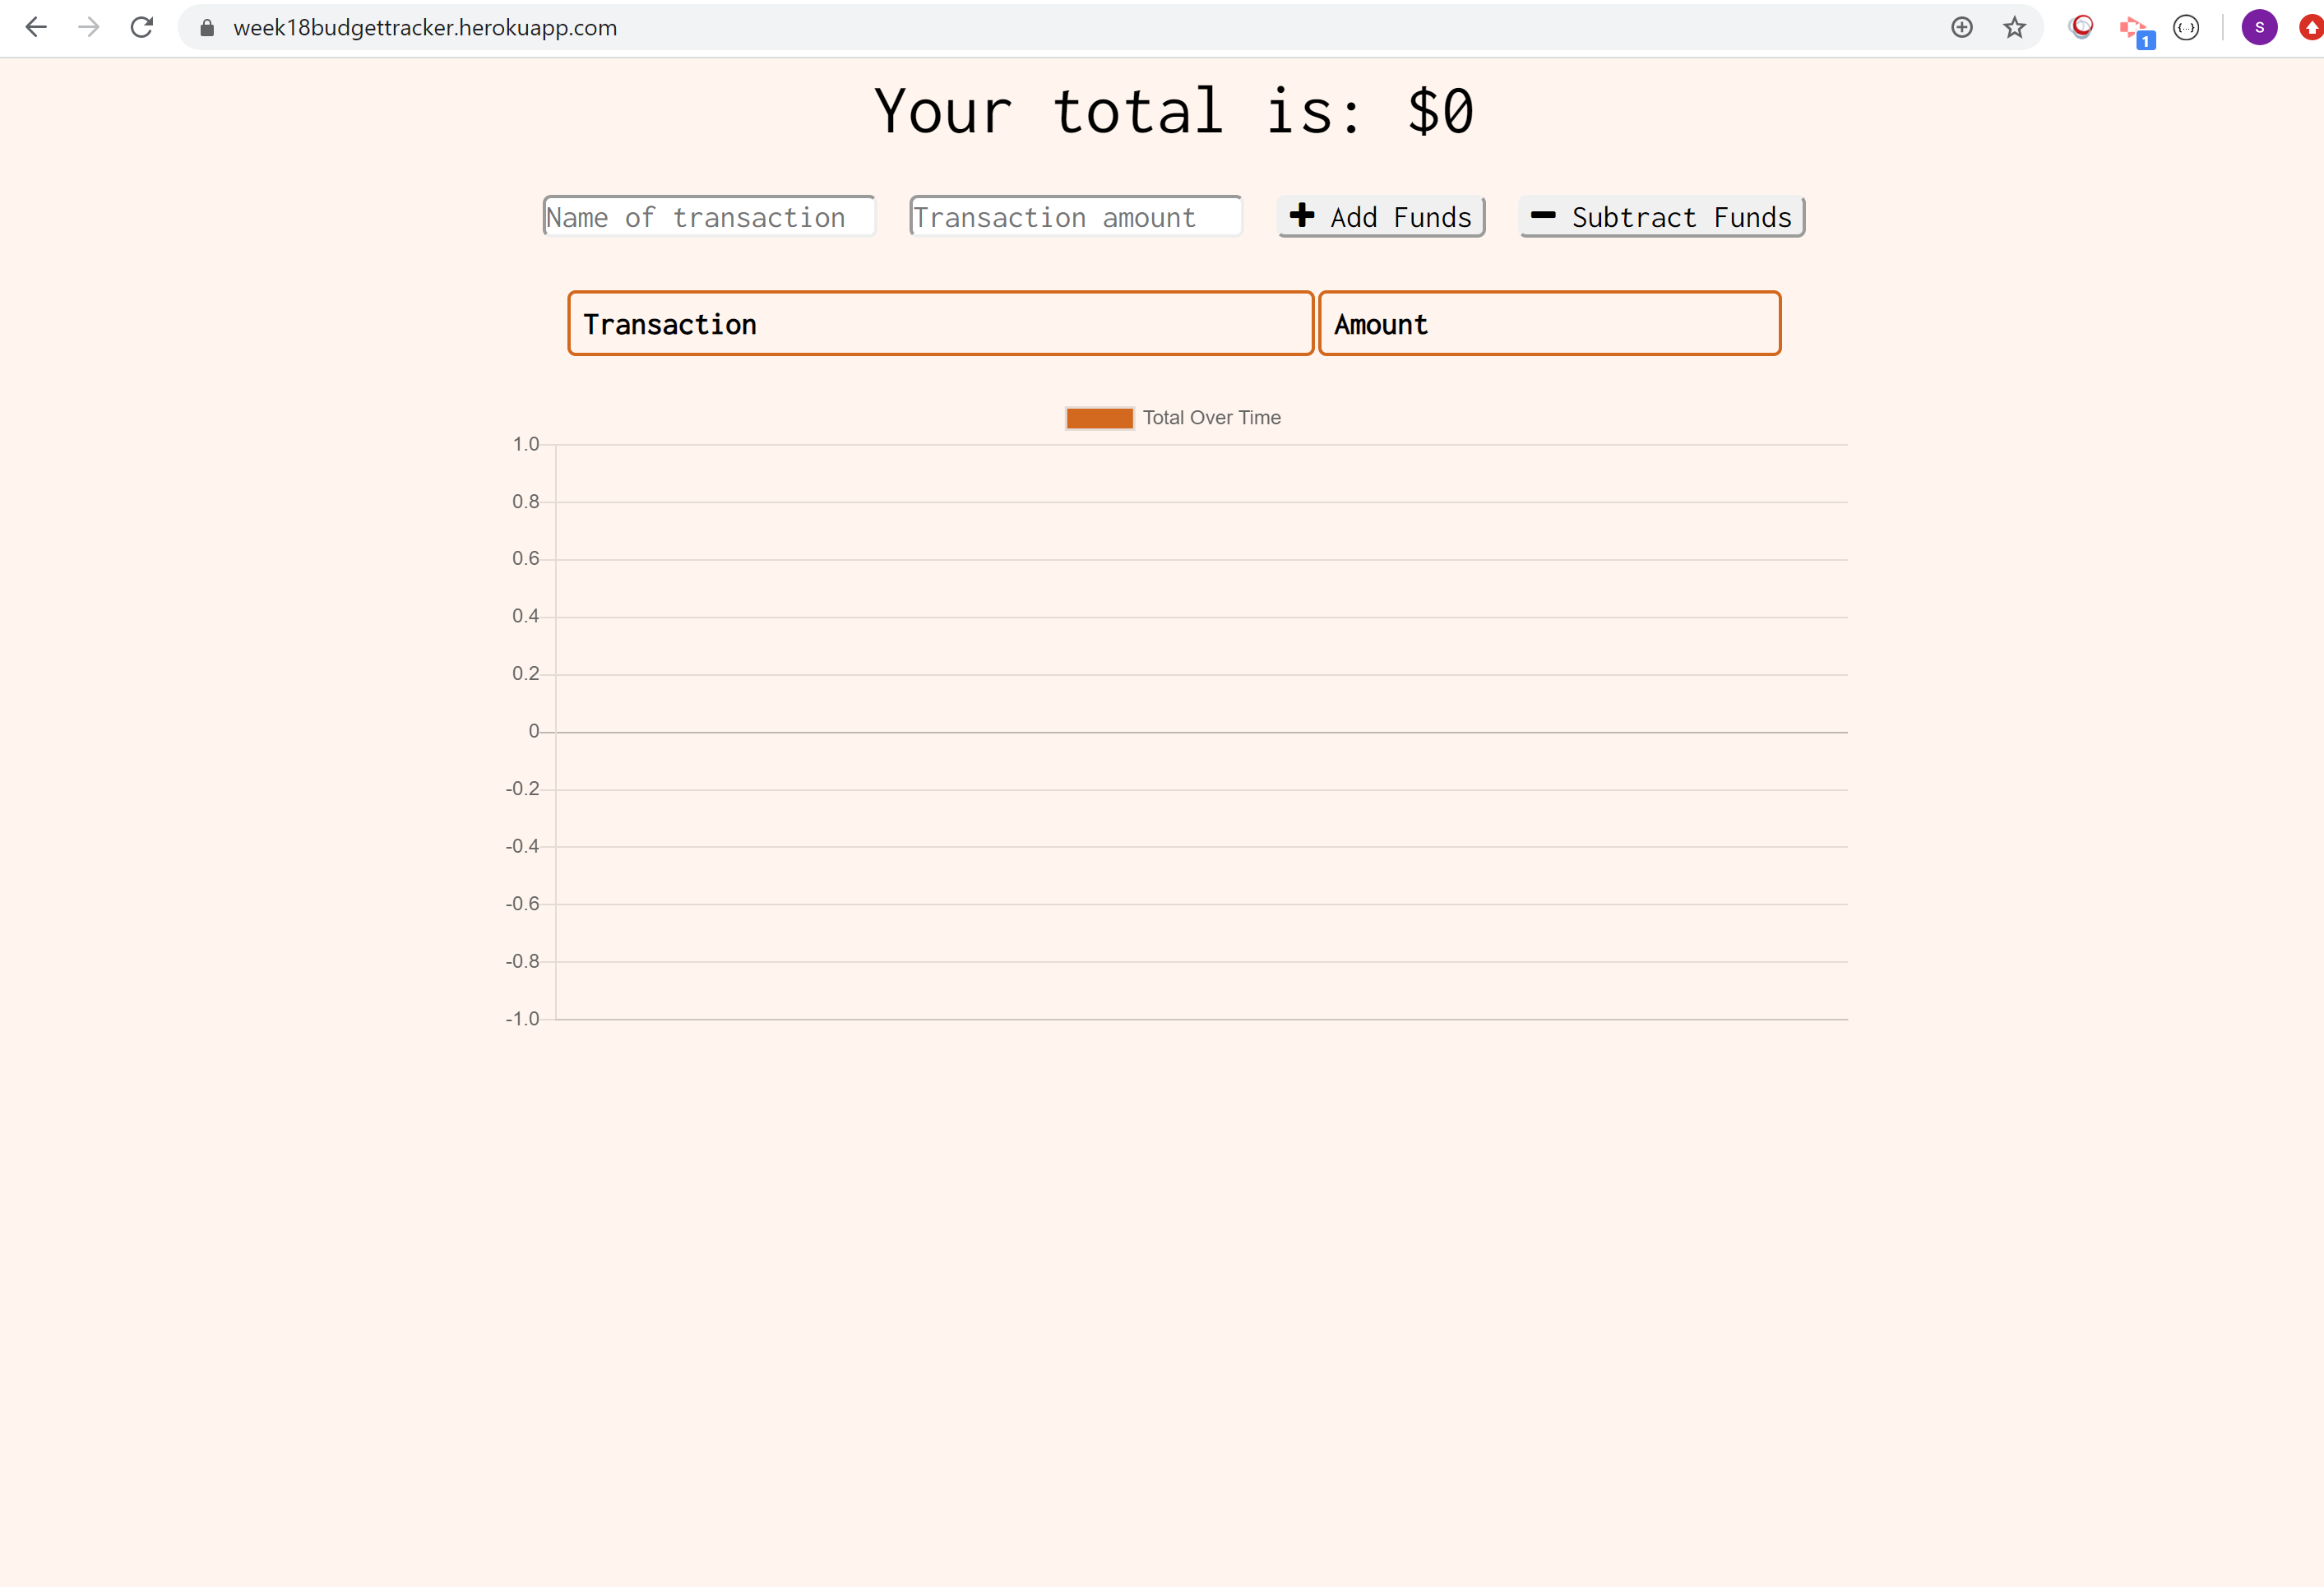 week18budgettracker.herokuapp.com
{...}
1
S
Your total is: $0
Name of transaction Transaction amount Add Funds Subtract Funds
Transaction Amount
Total Over Time
1.0
0.8
0.6
0.4
0.2
0
-0.2
-0.4
-0.6
-0.8
-1.0